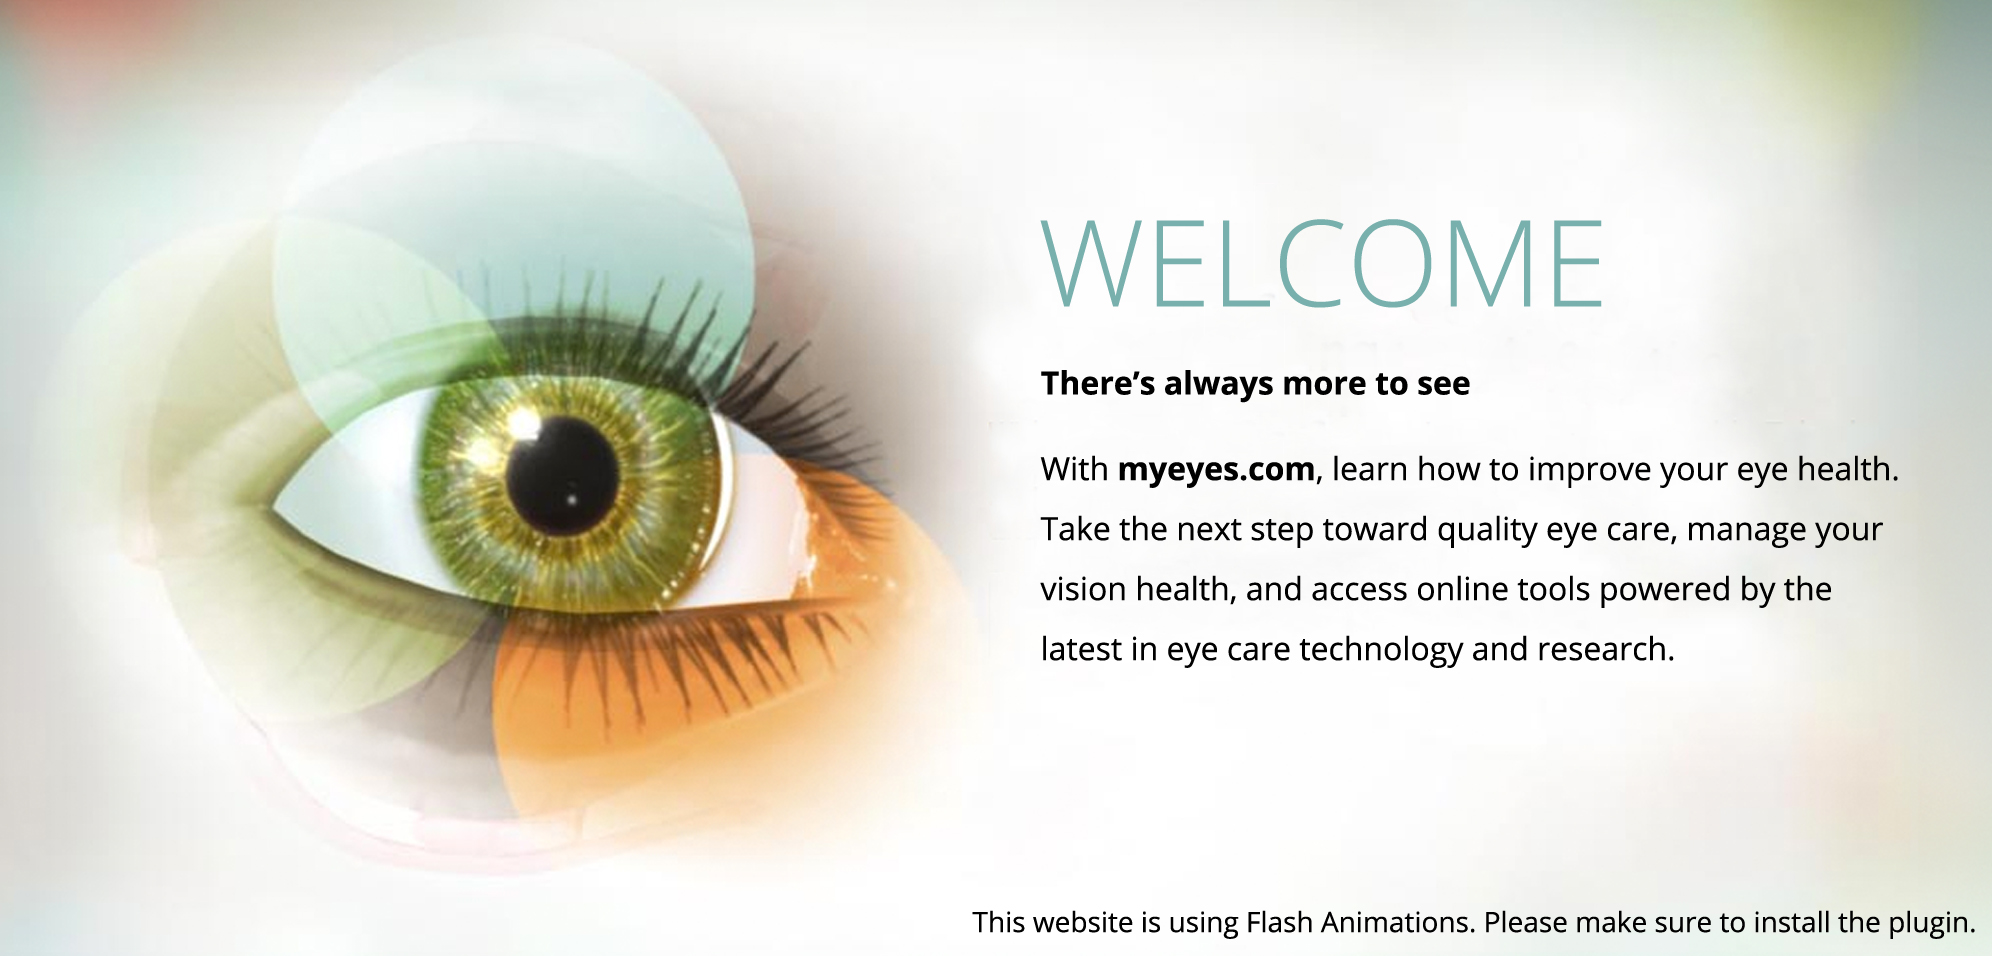 WELCOME
There’s always more to see
With myeyes.com, learn how to improve your eye health.
Take the next step toward quality eye care, manage your
vision health, and access online tools powered by the
latest in eye care technology and research.
This website is using Flash Animations. Please make sure to install the plugin.